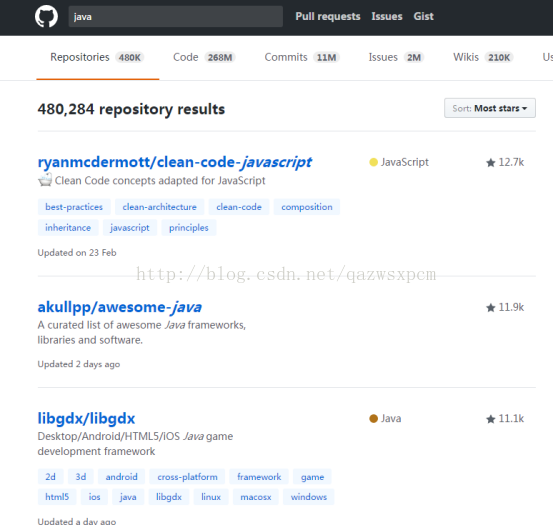 java Pull requests Issues Gist
Repositories 480K Code 268M Commits 11M Issues 2M Wikis 210K Us
480,284 repository results Sort: Most stars
ryanmcdermott/clean-code-javascript JavaScript 12.7k
Clean Code concepts adapted for JavaScript
best-practices clean-architecture clean-code composition
inheritance javascript principles
Updated on 23 Feb
http://blog.csdn.net/qazwsxpcm
akullpp/awesome-java 11.9k
A curated list of awesome Java frameworks,
libraries and software.
Updated 2 days ago
libgdx/libgdx Java 11.1k
Desktop/Android/HTML5/iOS Java game
development framework
2d 3d android cross-platform framework game
html5 ios java libgdx linux macosx windows
Updated a day ago